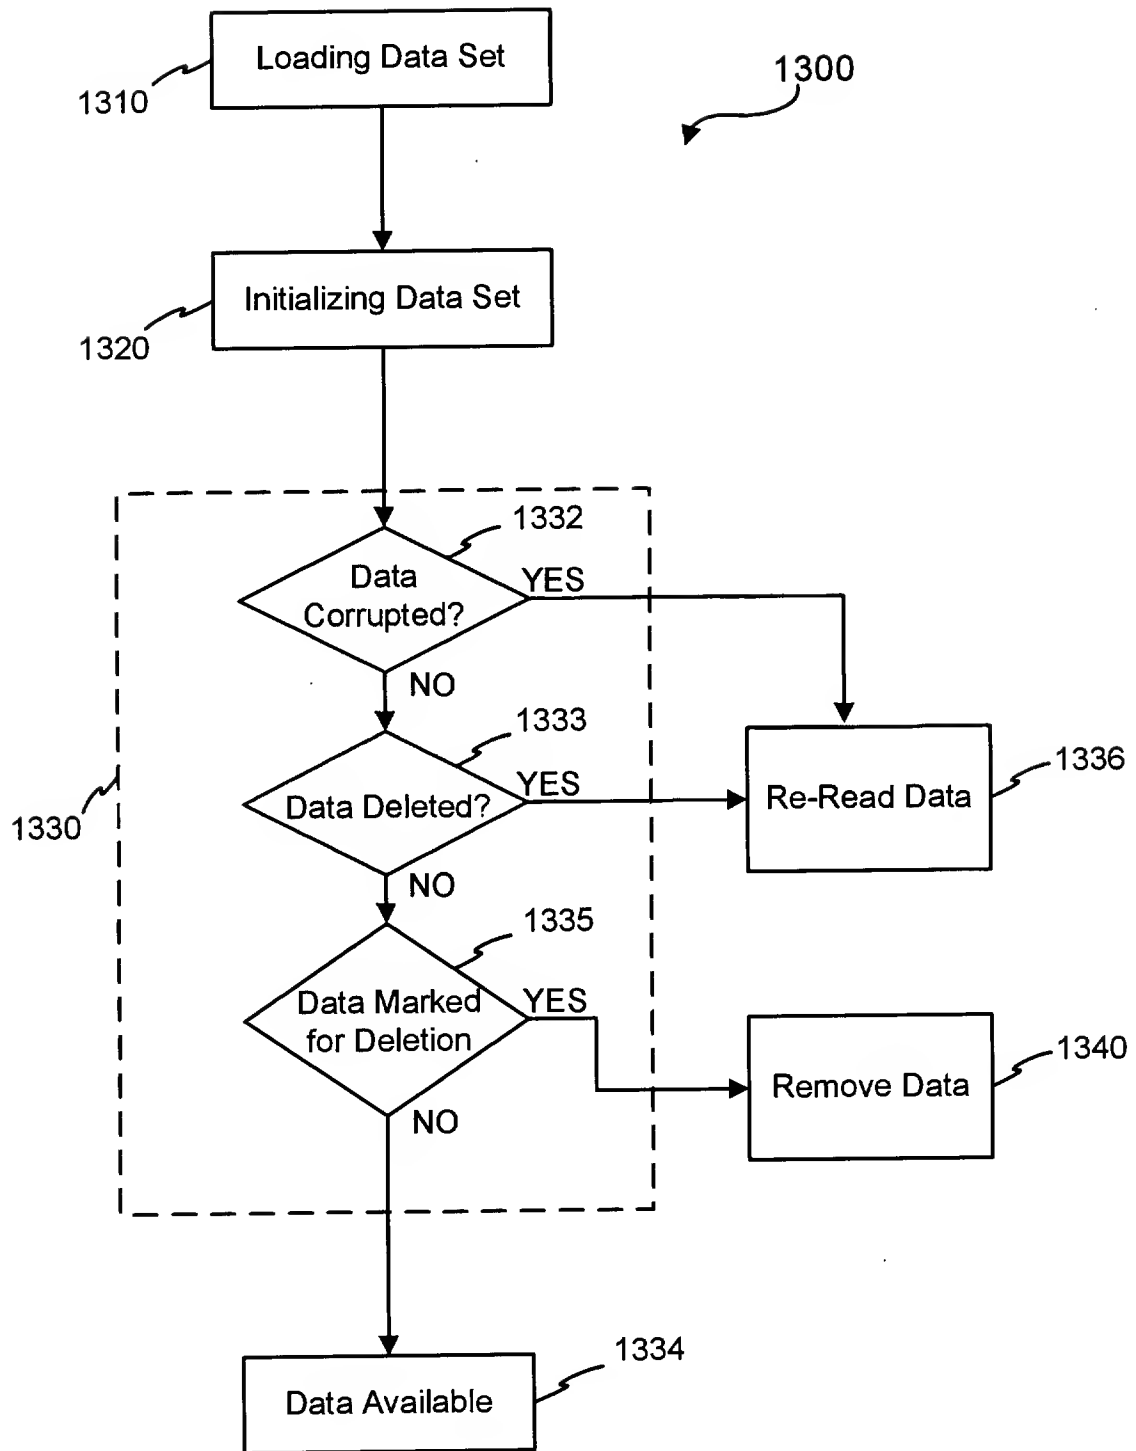 Loading Data Set
1310
1300
Initializing Data Set
1320
1332
Data
Corrupted?
YES
NO
1333
Data Deleted?
YES
1336
Re-Read Data
1330
NO
1335
Data Marked
for Deletion
YES
1340
Remove Data
NO
1334
Data Available